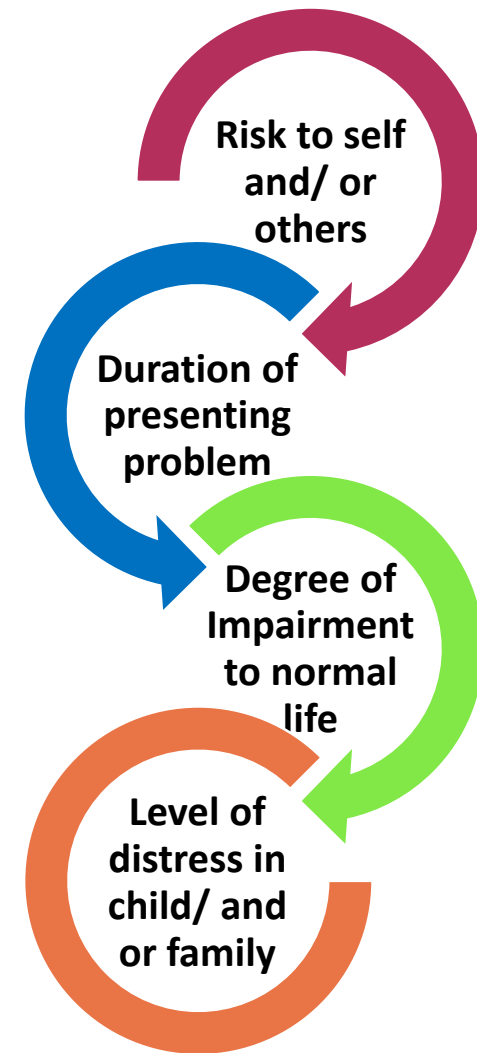 Risk to self
and/ or
others
Duration of
presenting
problem
Degree of
Impairment
to normal
life
Level of
distress in
child/ and
or family